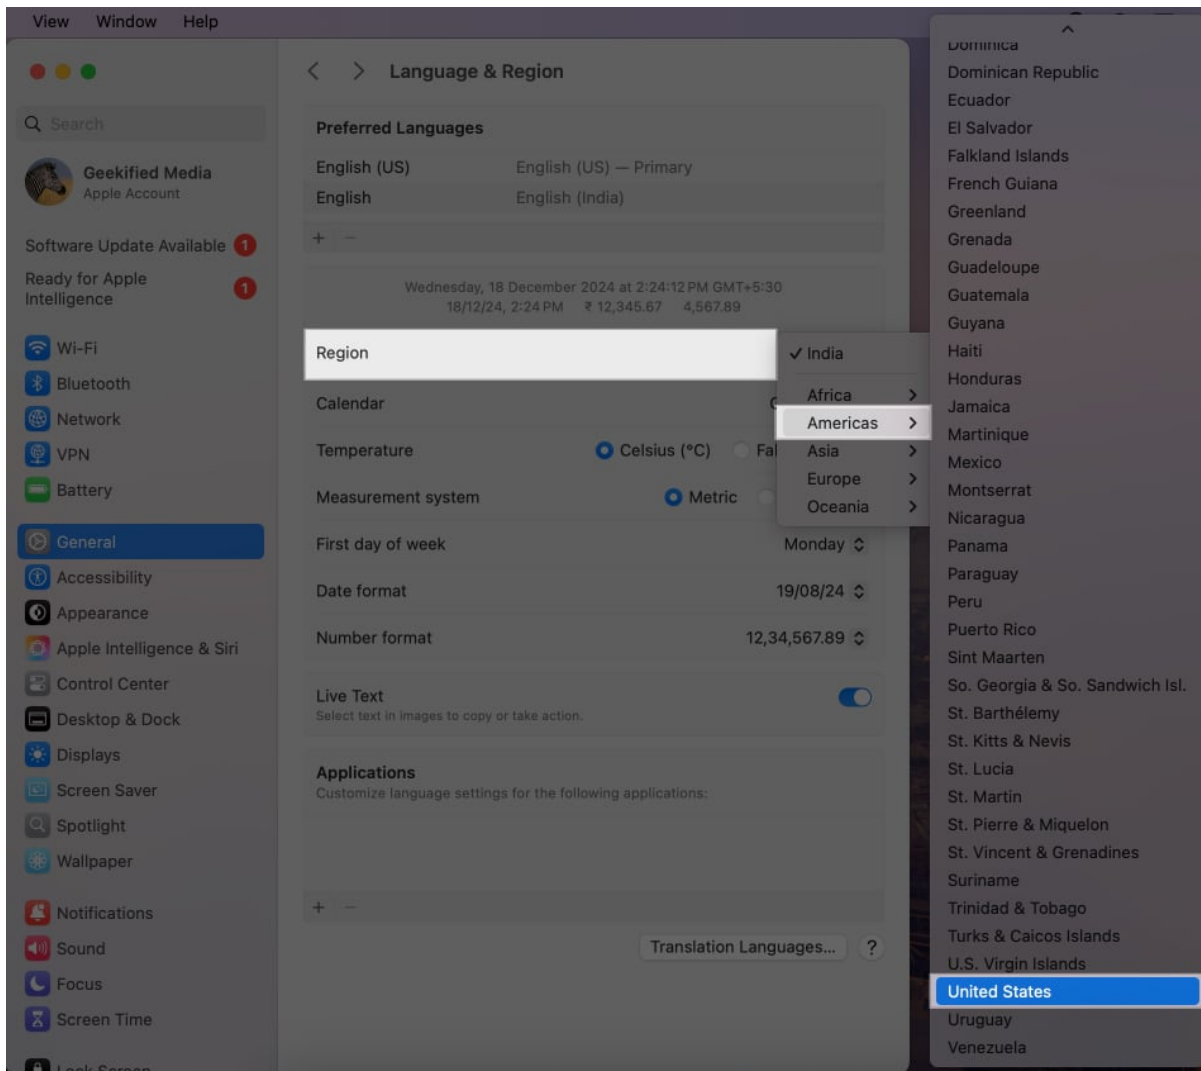 View Window Help
Language & Region
Search
Geekified Media
Apple Account
Software Update Available 1
Ready for Apple
Intelligence
1
Wi-Fi
Bluetooth
Network
VPN
Battery
General
Accessibility
Appearance
Apple Intelligence & Siri
Control Center
Desktop & Dock
Displays
Screen Saver
Spotlight
Wallpaper
Notifications
Sound
Focus
Screen Time
Lock Screen
Preferred Languages
English (US) English (US) — Primary
English English (India)
+ −
Wednesday, 18 December 2024 at 2:24:12 PM GMT+5:30
18/12/24, 2:24 PM ₹ 12,345.67 4,567.89
Region
Calendar
Temperature Celsius (°C)
Measurement system Metric
First day of week Monday
Date format 19/08/24
Number format 12,34,567.89
Live Text
Select text in images to copy or take action.
Applications
Customize language settings for the following applications:
+ −
Translation Languages... ?
✓ India
Africa >
Americas >
Asia >
Europe >
Oceania >
Dominica
Dominican Republic
Ecuador
El Salvador
Falkland Islands
French Guiana
Greenland
Grenada
Guadeloupe
Guatemala
Guyana
Haiti
Honduras
Jamaica
Martinique
Mexico
Montserrat
Nicaragua
Panama
Paraguay
Peru
Puerto Rico
Sint Maarten
So. Georgia & So. Sandwich Isl.
St. Barthélemy
St. Kitts & Nevis
St. Lucia
St. Martin
St. Pierre & Miquelon
St. Vincent & Grenadines
Suriname
Trinidad & Tobago
Turks & Caicos Islands
U.S. Virgin Islands
United States
Uruguay
Venezuela